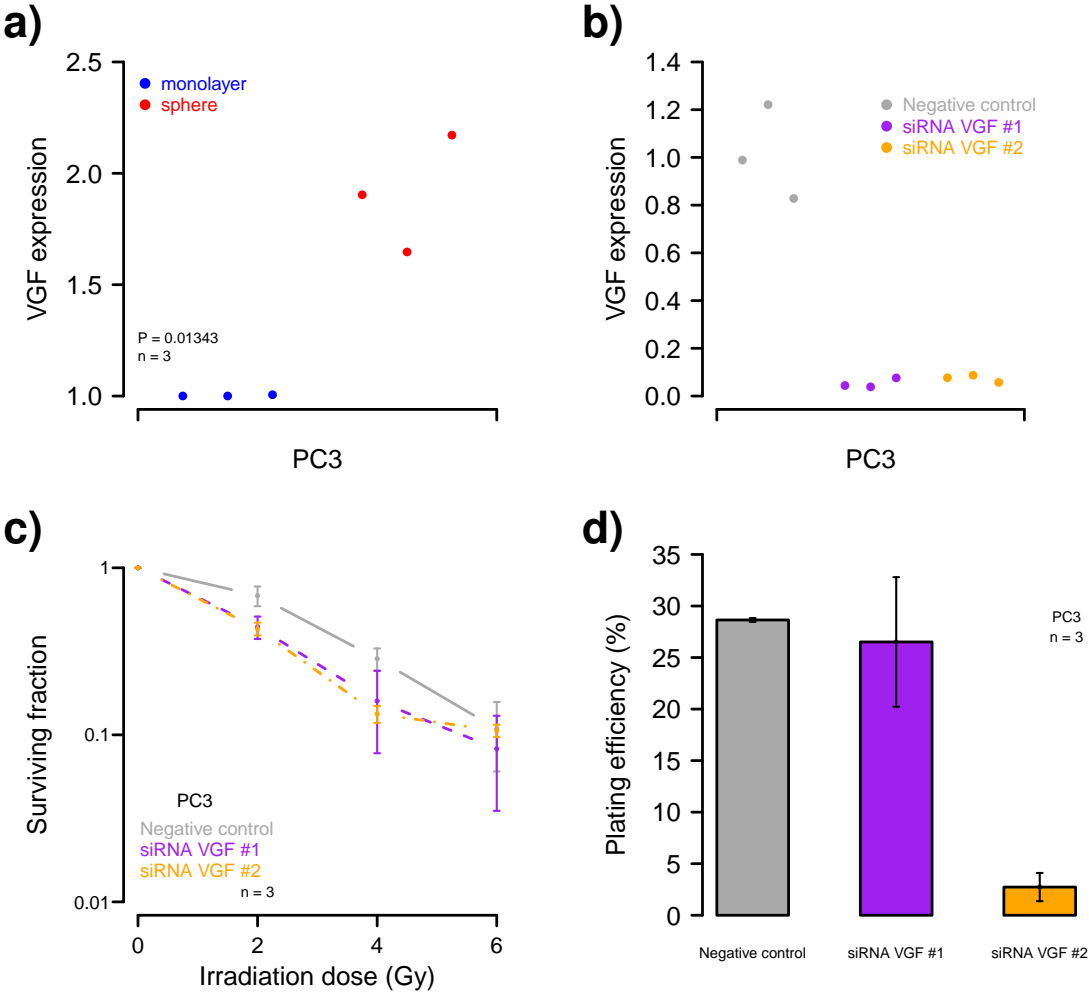 a)
VGF expression
2.5
2.0
1.5
1.0
monolayer
sphere
P = 0.01343
n = 3
PC3
b)
VGF expression
1.4
1.2
1.0
0.8
0.6
0.4
0.2
0.0
Negative control
siRNA VGF #1
siRNA VGF #2
PC3
c)
Surviving fraction
1
0.1
0.01
PC3
Negative control
siRNA VGF #1
siRNA VGF #2
n = 3
0 2 4 6
Irradiation dose (Gy)
d)
Plating efficiency (%)
35
30
25
20
15
10
5
0
PC3
n = 3
Negative control siRNA VGF #1 siRNA VGF #2